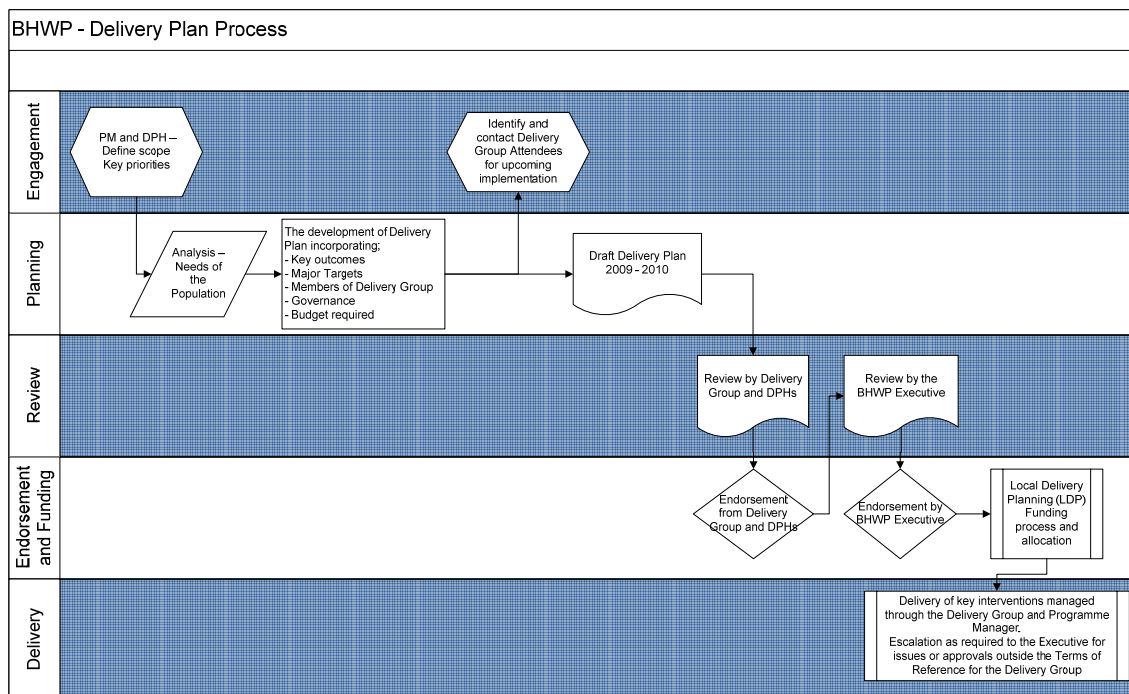 BHWP - Delivery Plan Process
Engagement
PM and DPH –
Define scope
Key priorities
Identify and
contact Delivery
Group Attendees
for upcoming
implementation
Planning
Analysis –
Needs of
the
Population
The development of Delivery
Plan incorporating;
- Key outcomes
- Major Targets
- Members of Delivery Group
- Governance
- Budget required
Draft Delivery Plan
2009 – 2010
Review
Review by Delivery
Group and DPHs
Review by the
BHWP Executive
Endorsement
and Funding
Endorsement
from Delivery
Group and DPHs
Endorsement by
BHWP Executive
Local Delivery
Planning (LDP)
Funding
process and
allocation
Delivery
Delivery of key interventions managed
through the Delivery Group and Programme
Manager.
Escalation as required to the Executive for
issues or approvals outside the Terms of
Reference for the Delivery Group